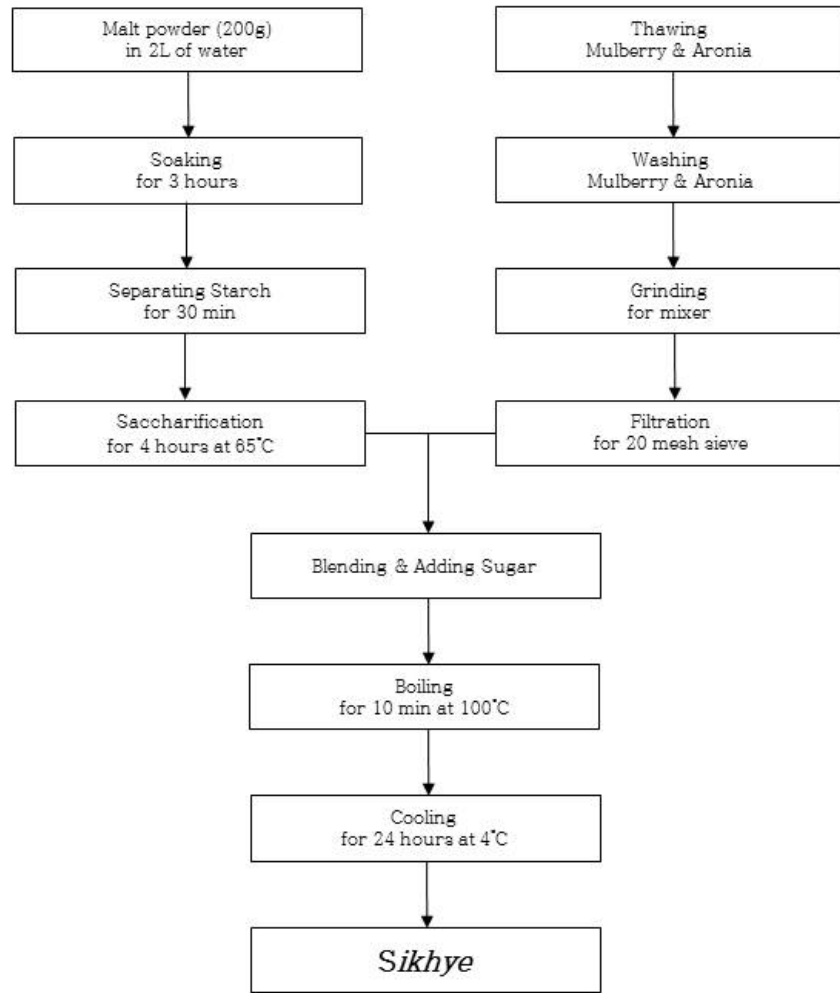 Malt powder (200g)
in 2L of water
Soaking
for 3 hours
Separating Starch
for 30 min
Saccharification
for 4 hours at 65°C
Thawing
Mulberry & Aronia
Washing
Mulberry & Aronia
Grinding
for mixer
Filtration
for 20 mesh sieve
Blending & Adding Sugar
Boiling
for 10 min at 100°C
Cooling
for 24 hours at 4°C
Sikhye